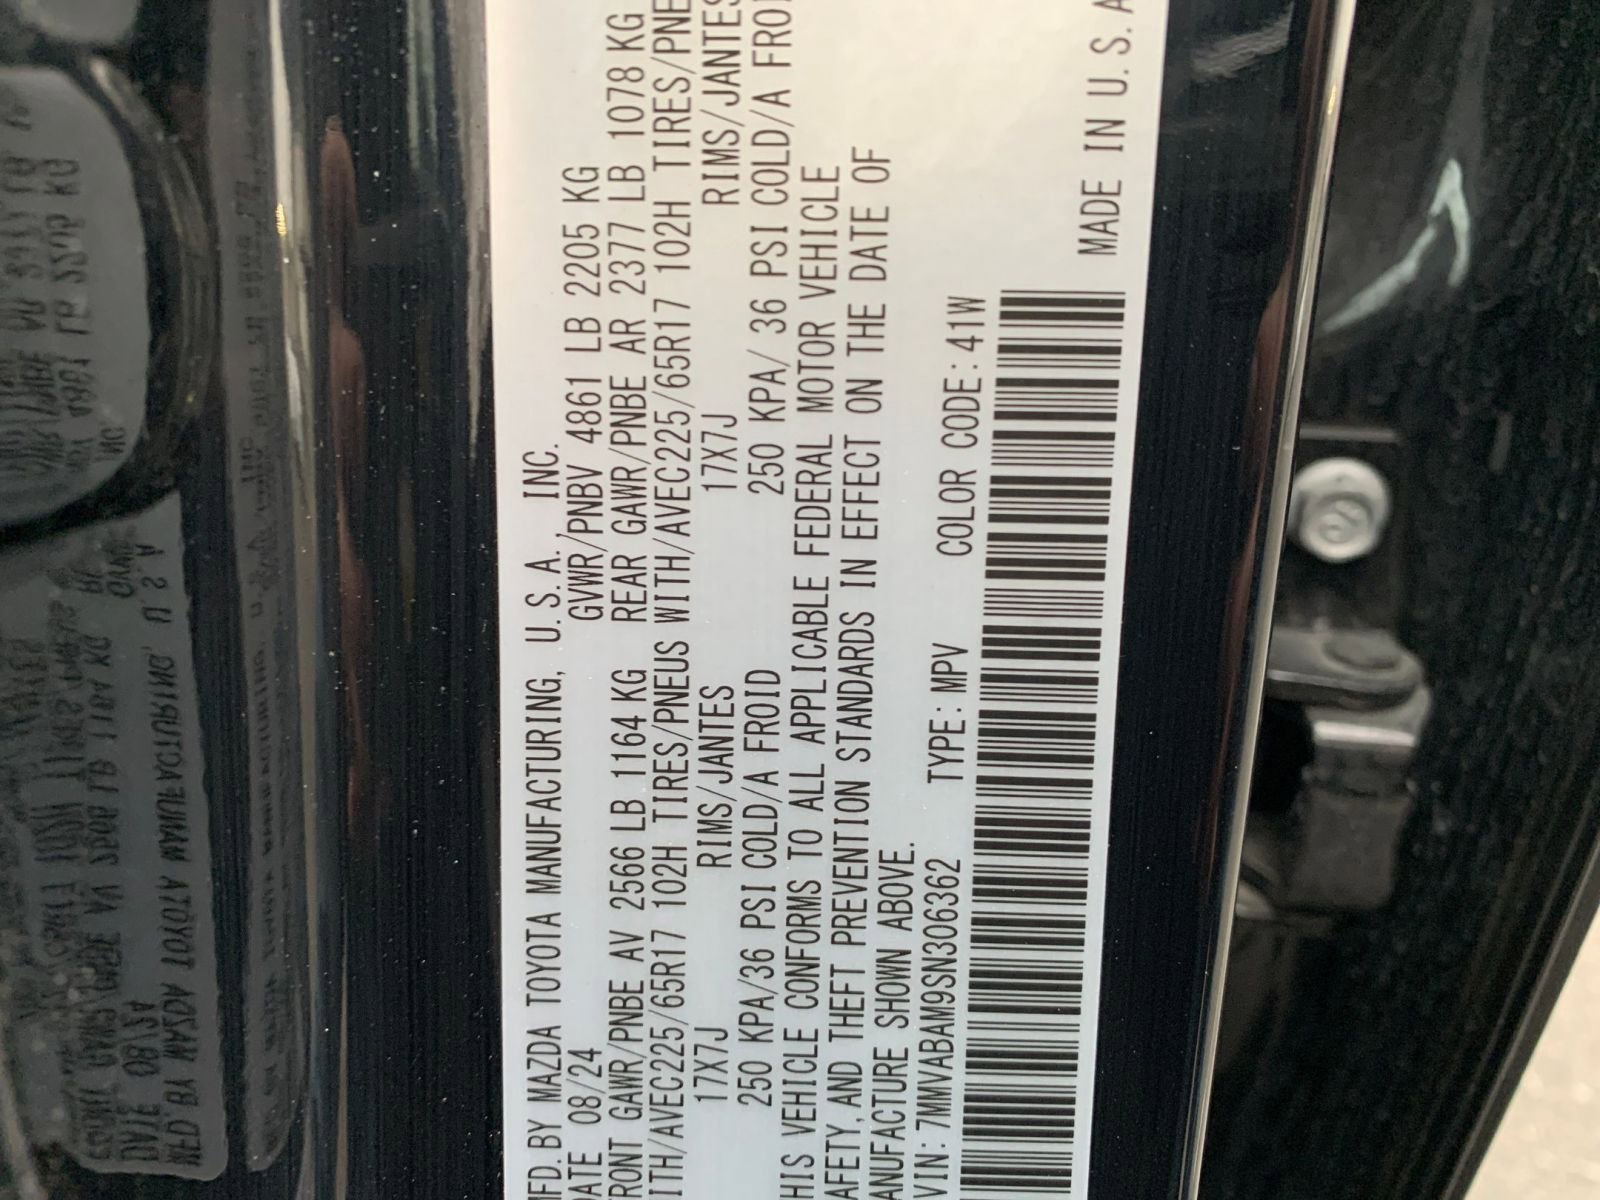 MFD. BY MAZDA TOYOTA MANUFACTURING, U.S.A., INC.
DATE 08/24 GVWR/PNBV 4861 LB 2205 KG
FRONT GAWR/PNBE AV 2566 LB 1164 KG REAR GAWR/PNBE AR 2377 LB 1078 KG
WITH/AVEC225/65R17 102H TIRES/PNEUS WITH/AVEC225/65R17 102H TIRES/PNE
17X7J RIMS/JANTES 17X7J RIMS/JANTES
250 KPA/36 PSI COLD/A FROID 250 KPA/ 36 PSI COLD/A FROI
THIS VEHICLE CONFORMS TO ALL APPLICABLE FEDERAL MOTOR VEHICLE
SAFETY, AND THEFT PREVENTION STANDARDS IN EFFECT ON THE DATE OF
MANUFACTURE SHOWN ABOVE.
VIN: 7MMVABAM9SN306362 TYPE: MPV COLOR CODE: 41W
MADE IN U.S.A